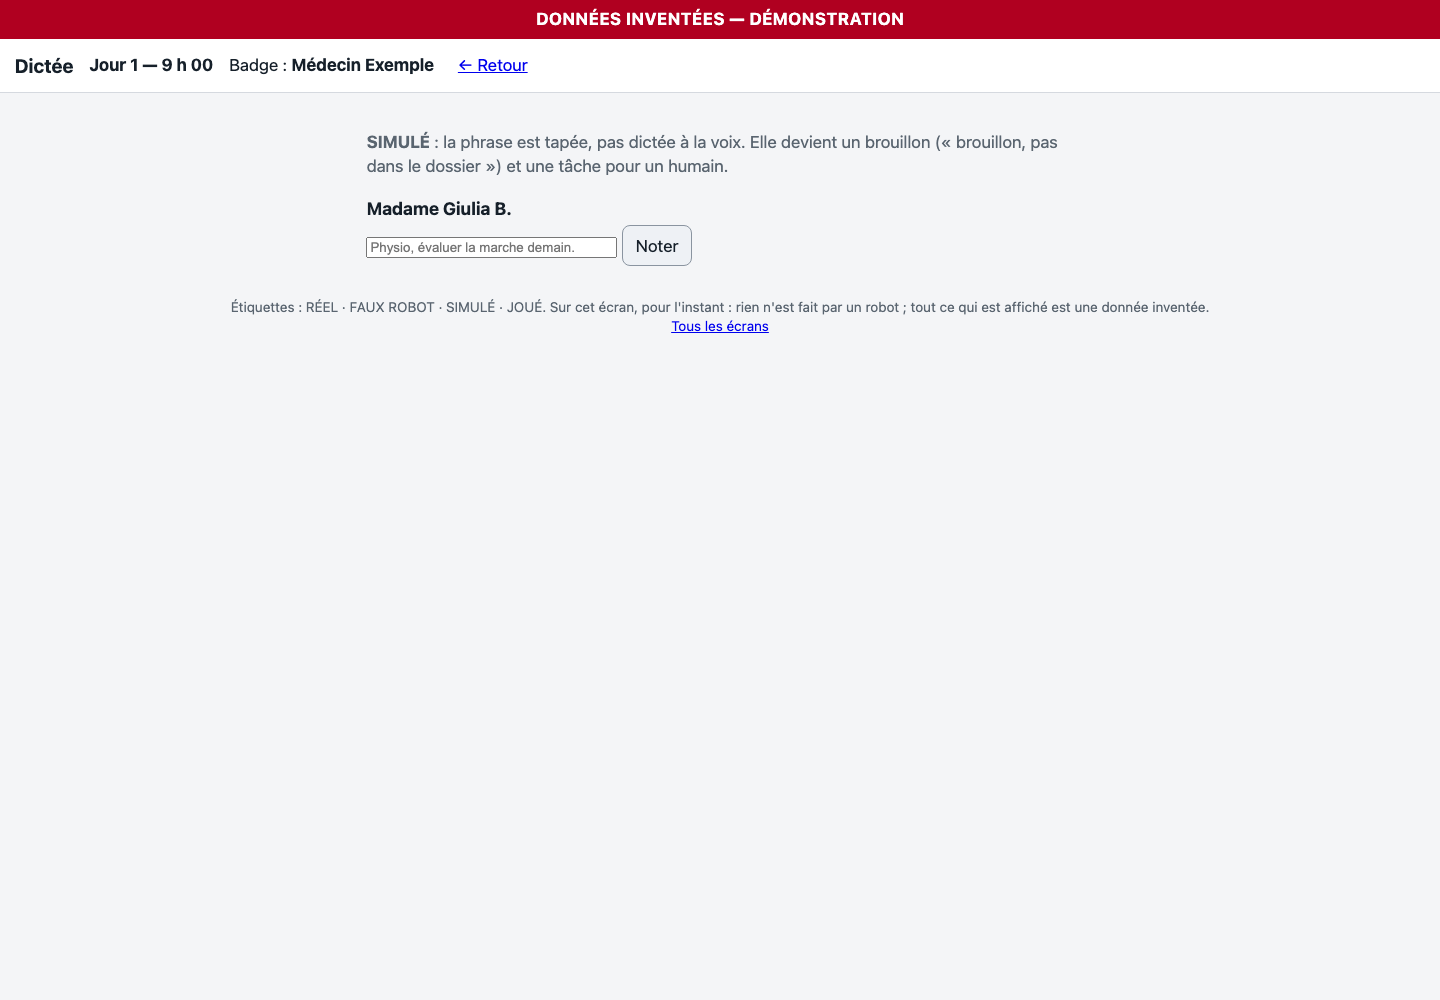 DONNÉES INVENTÉES — DÉMONSTRATION
Dictée Jour 1 — 9 h 00 Badge : Médecin Exemple ← Retour
SIMULÉ : la phrase est tapée, pas dictée à la voix. Elle devient un brouillon (« brouillon, pas
dans le dossier ») et une tâche pour un humain.
Madame Giulia B.
Physio, évaluer la marche demain. Noter
Étiquettes : RÉEL · FAUX ROBOT · SIMULÉ · JOUÉ. Sur cet écran, pour l'instant : rien n'est fait par un robot ; tout ce qui est affiché est une donnée inventée.
Tous les écrans